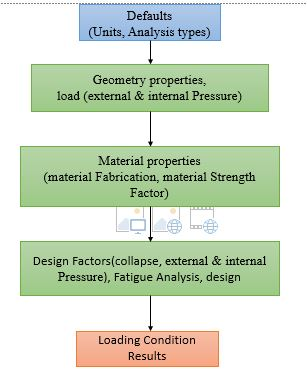 Defaults
(Units, Analysis types)
Geometry properties,
load (external & internal Pressure)
Material properties
(material Fabrication, material Strength
Factor)
Design Factors(collapse, external & internal
Pressure), Fatigue Analysis, design
Loading Condition
Results